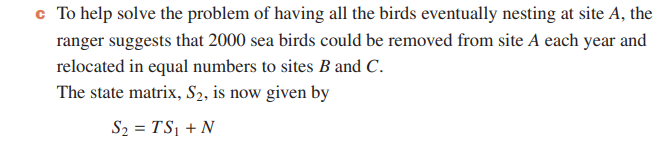 c To help solve the problem of having all the birds eventually nesting at site A, the
ranger suggests that 2000 sea birds could be removed from site A each year and
relocated in equal numbers to sites B and C.
The state matrix, S₂, is now given by
S₂ = TS₁ + N